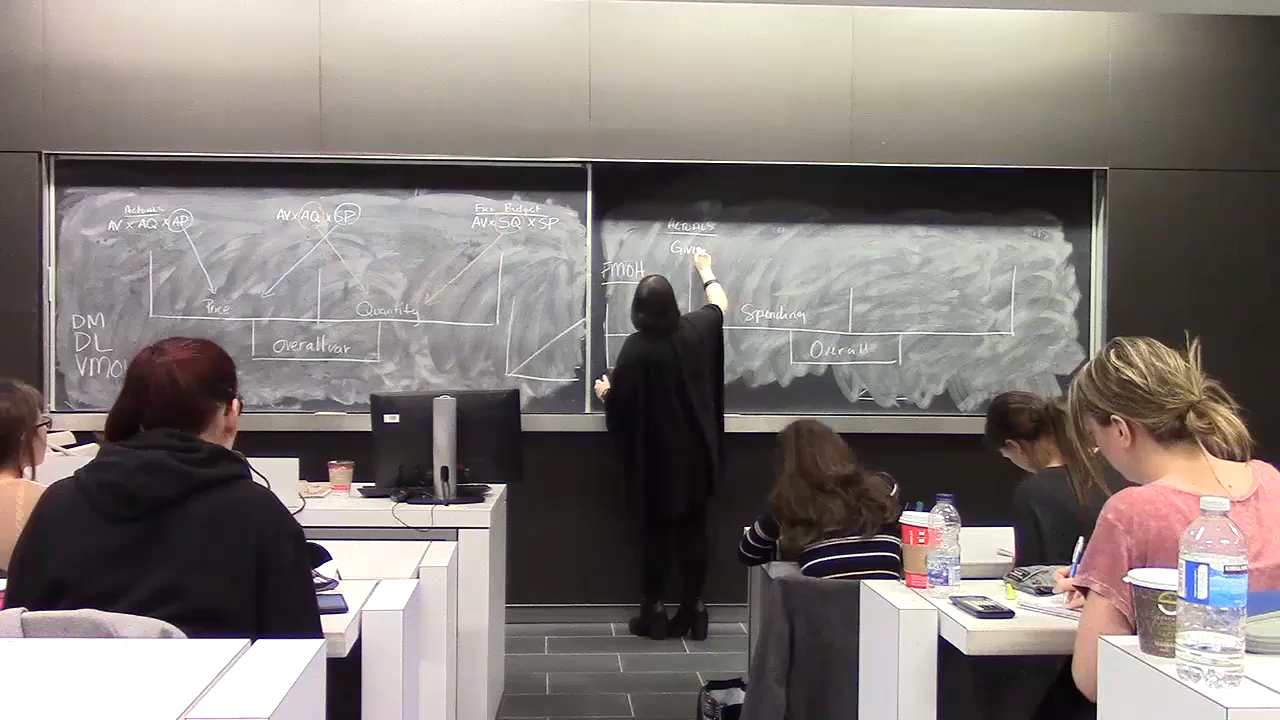 Actuals
AV × AQ × AP
AV × AQ × SP
Flex Budget
AV × SQ × SP
Price
Quantity
Overall var
DM
DL
VMOH
ACTUALS
Give
FMOH
Spending
Overall